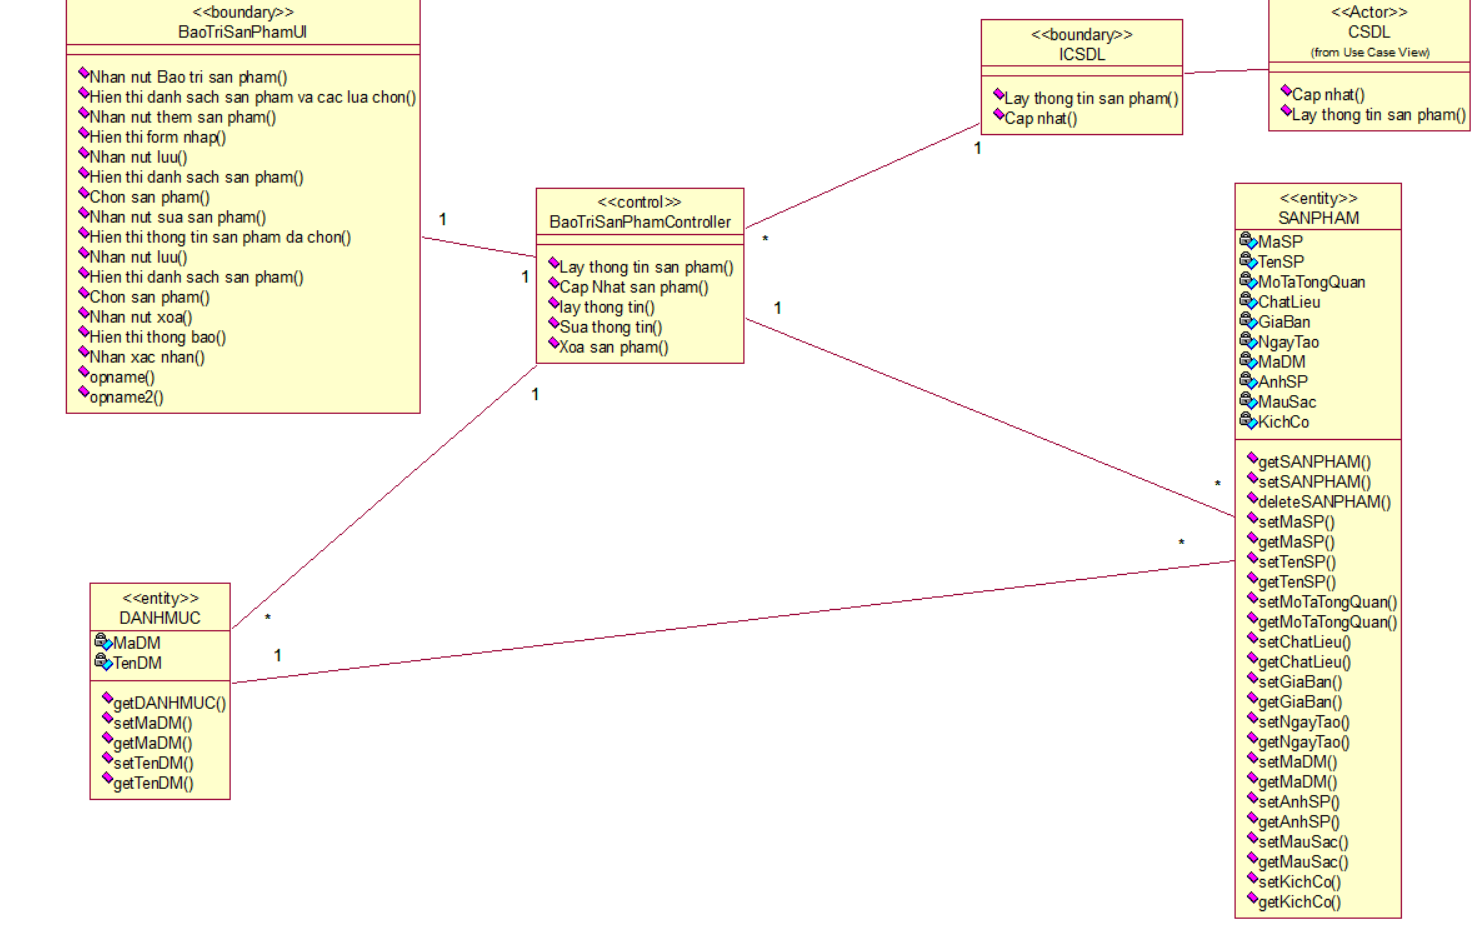 <<boundary>>
BaoTriSanPhamUI
Nhan nut Bao tri san pham()
Hien thi danh sach san pham va cac lua chon()
Nhan nut them san pham()
Hien thi form nhap()
Nhan nut luu()
Hien thi danh sach san pham()
Chon san pham()
Nhan nut sua san pham()
Hien thi thong tin san pham da chon()
Nhan nut luu()
Hien thi danh sach san pham()
Chon san pham()
Nhan nut xoa()
Hien thi thong bao()
Nhan xac nhan()
opname()
opname2()
1
1
<<control>>
BaoTriSanPhamController
Lay thong tin san pham()
Cap Nhat san pham()
lay thong tin()
Sua thong tin()
Xoa san pham()
*
1
1
1
<<boundary>>
ICSDL
Lay thong tin san pham()
Cap nhat()
<<Actor>>
CSDL
(from Use Case View)
Cap nhat()
Lay thong tin san pham()
<<entity>>
SANPHAM
MaSP
TenSP
MoTaTongQuan
ChatLieu
GiaBan
NgayTao
MaDM
AnhSP
MauSac
KichCo
getSANPHAM()
setSANPHAM()
deleteSANPHAM()
setMaSP()
getMaSP()
setTenSP()
getTenSP()
setMoTaTongQuan()
getMoTaTongQuan()
setChatLieu()
getChatLieu()
setGiaBan()
getGiaBan()
setNgayTao()
getNgayTao()
setMaDM()
getMaDM()
setAnhSP()
getAnhSP()
setMauSac()
getMauSac()
setKichCo()
getKichCo()
*
*
<<entity>>
DANHMUC
MaDM
TenDM
getDANHMUC()
setMaDM()
getMaDM()
setTenDM()
getTenDM()
*
1